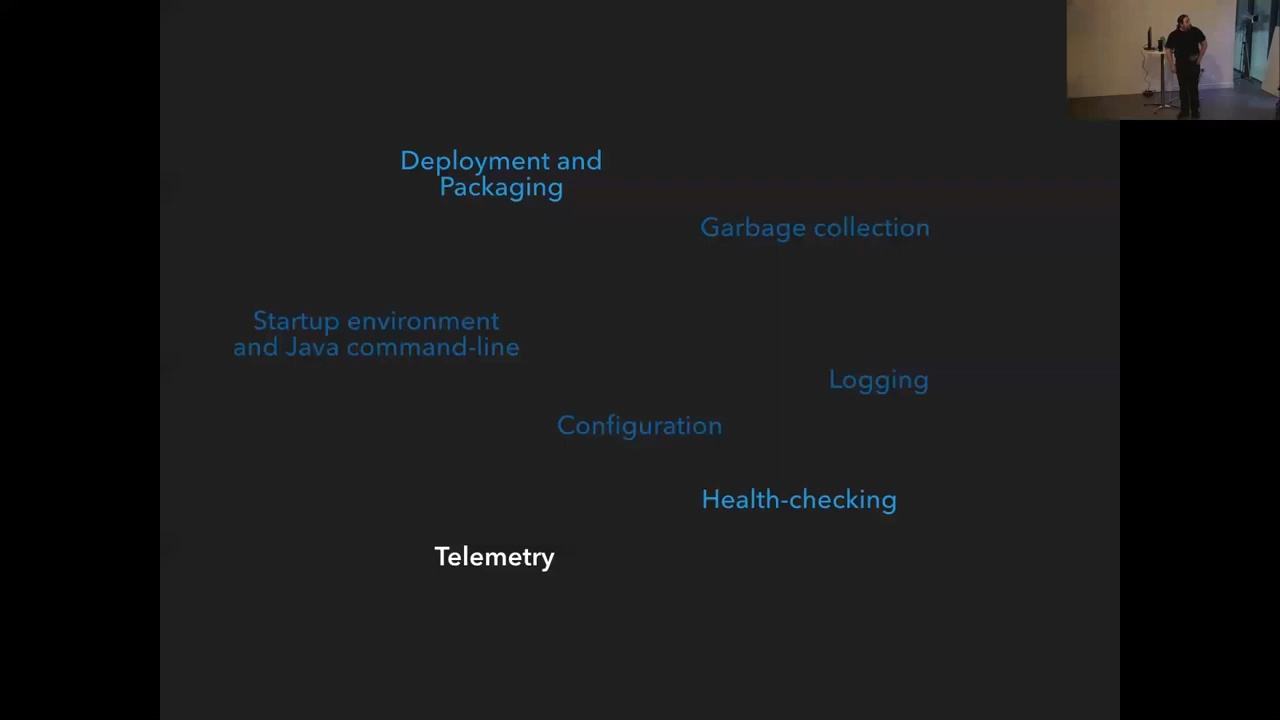 Deployment and
Packaging
Garbage collection
Startup environment
and Java command-line
Logging
Configuration
Health-checking
Telemetry